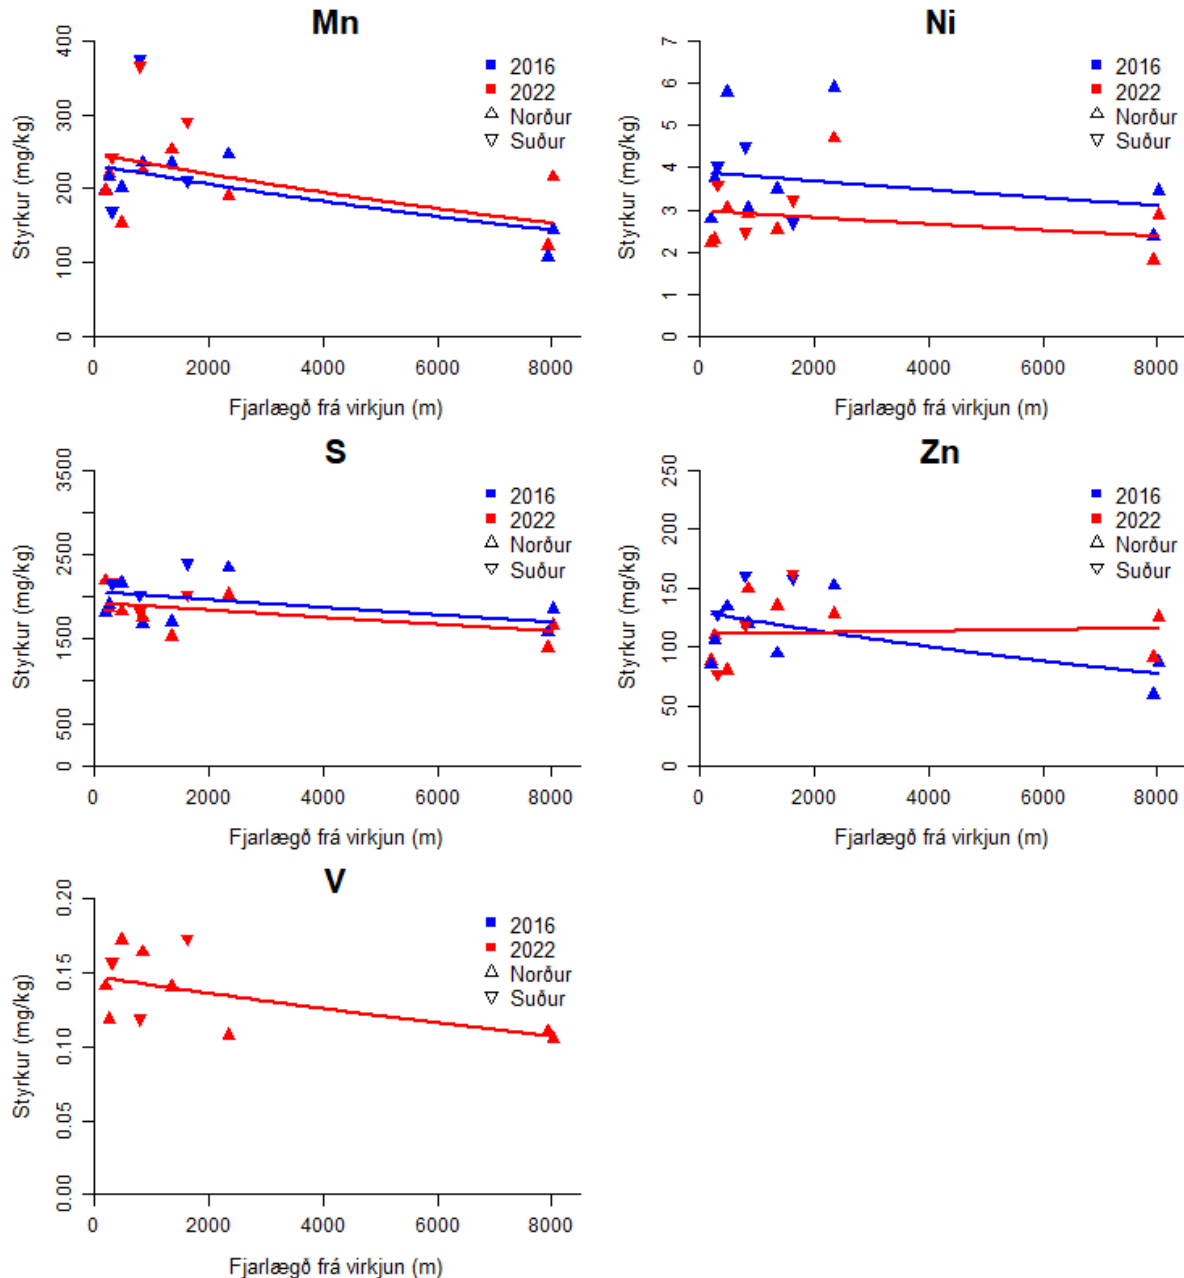 Mn
Styrkur (mg/kg)
400
300
200
100
0
2016
2022
Norður
Suður
0 2000 4000 6000 8000
Fjarlægð frá virkjun (m)
Ni
Styrkur (mg/kg)
7
6
5
4
3
2
1
0
2016
2022
Norður
Suður
0 2000 4000 6000 8000
Fjarlægð frá virkjun (m)
S
Styrkur (mg/kg)
3500
2500
1500
500
0
2016
2022
Norður
Suður
0 2000 4000 6000 8000
Fjarlægð frá virkjun (m)
Zn
Styrkur (mg/kg)
250
200
150
100
50
0
2016
2022
Norður
Suður
0 2000 4000 6000 8000
Fjarlægð frá virkjun (m)
V
Styrkur (mg/kg)
0.20
0.15
0.10
0.05
0.00
2016
2022
Norður
Suður
0 2000 4000 6000 8000
Fjarlægð frá virkjun (m)